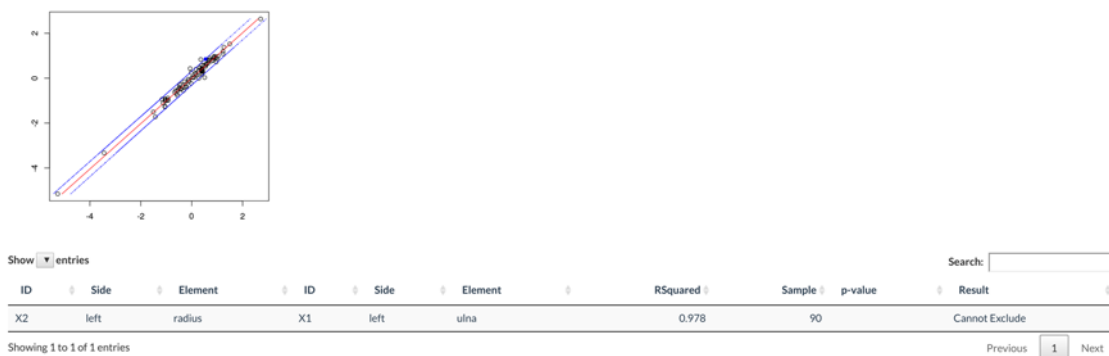 2
0
-2
-4
-4 -2 0 2
Show ▼ entries
Search:
ID Side Element ID Side Element RSquared Sample p-value Result
X2 left radius X1 left ulna 0.978 90 Cannot Exclude
Showing 1 to 1 of 1 entries
Previous 1 Next